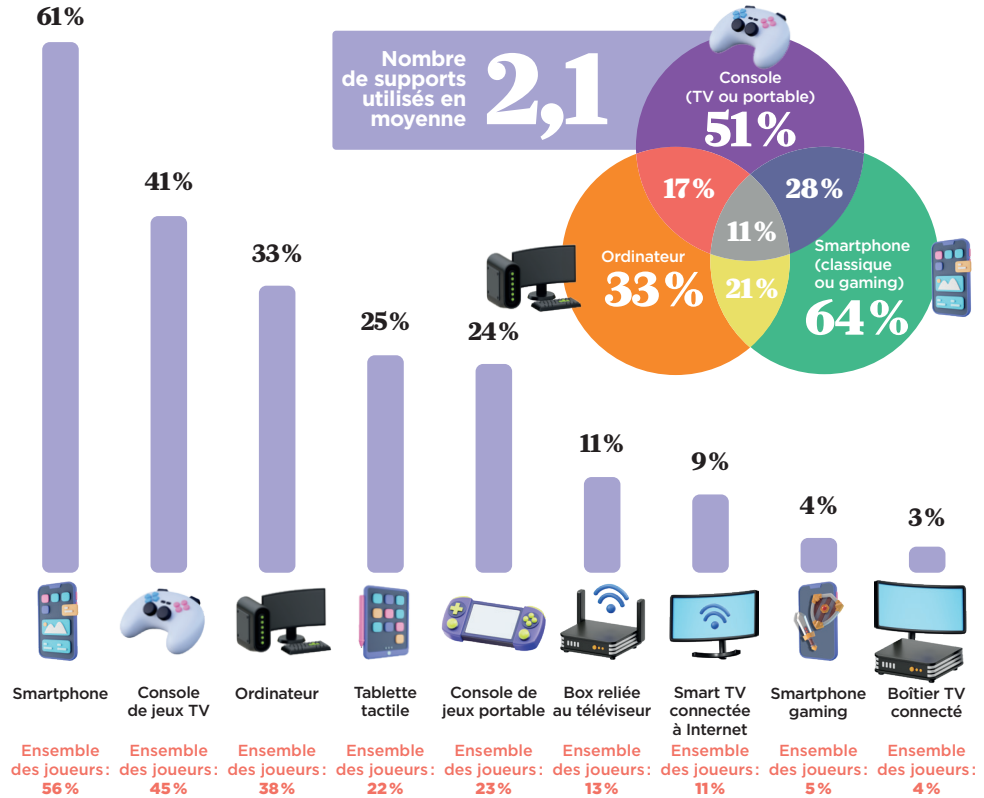 61%
41%
33%
25%
24%
11%
9%
4%
3%
Nombre
de supports
utilisés en
moyenne
2,1
Console
(TV ou portable)
51%
17%
28%
11%
Ordinateur
33%
21%
Smartphone
(classique
ou gaming)
64%
Smartphone
Console
de jeux TV
Ordinateur
Tablette
tactile
Console de
jeux portable
Box reliée
au téléviseur
Smart TV
connectée
à Internet
Smartphone
gaming
Boîtier TV
connecté
Ensemble
des joueurs :
56 %
Ensemble
des joueurs :
45 %
Ensemble
des joueurs :
38 %
Ensemble
des joueurs :
22 %
Ensemble
des joueurs :
23 %
Ensemble
des joueurs :
13 %
Ensemble
des joueurs :
11 %
Ensemble
des joueurs :
5 %
Ensemble
des joueurs :
4 %